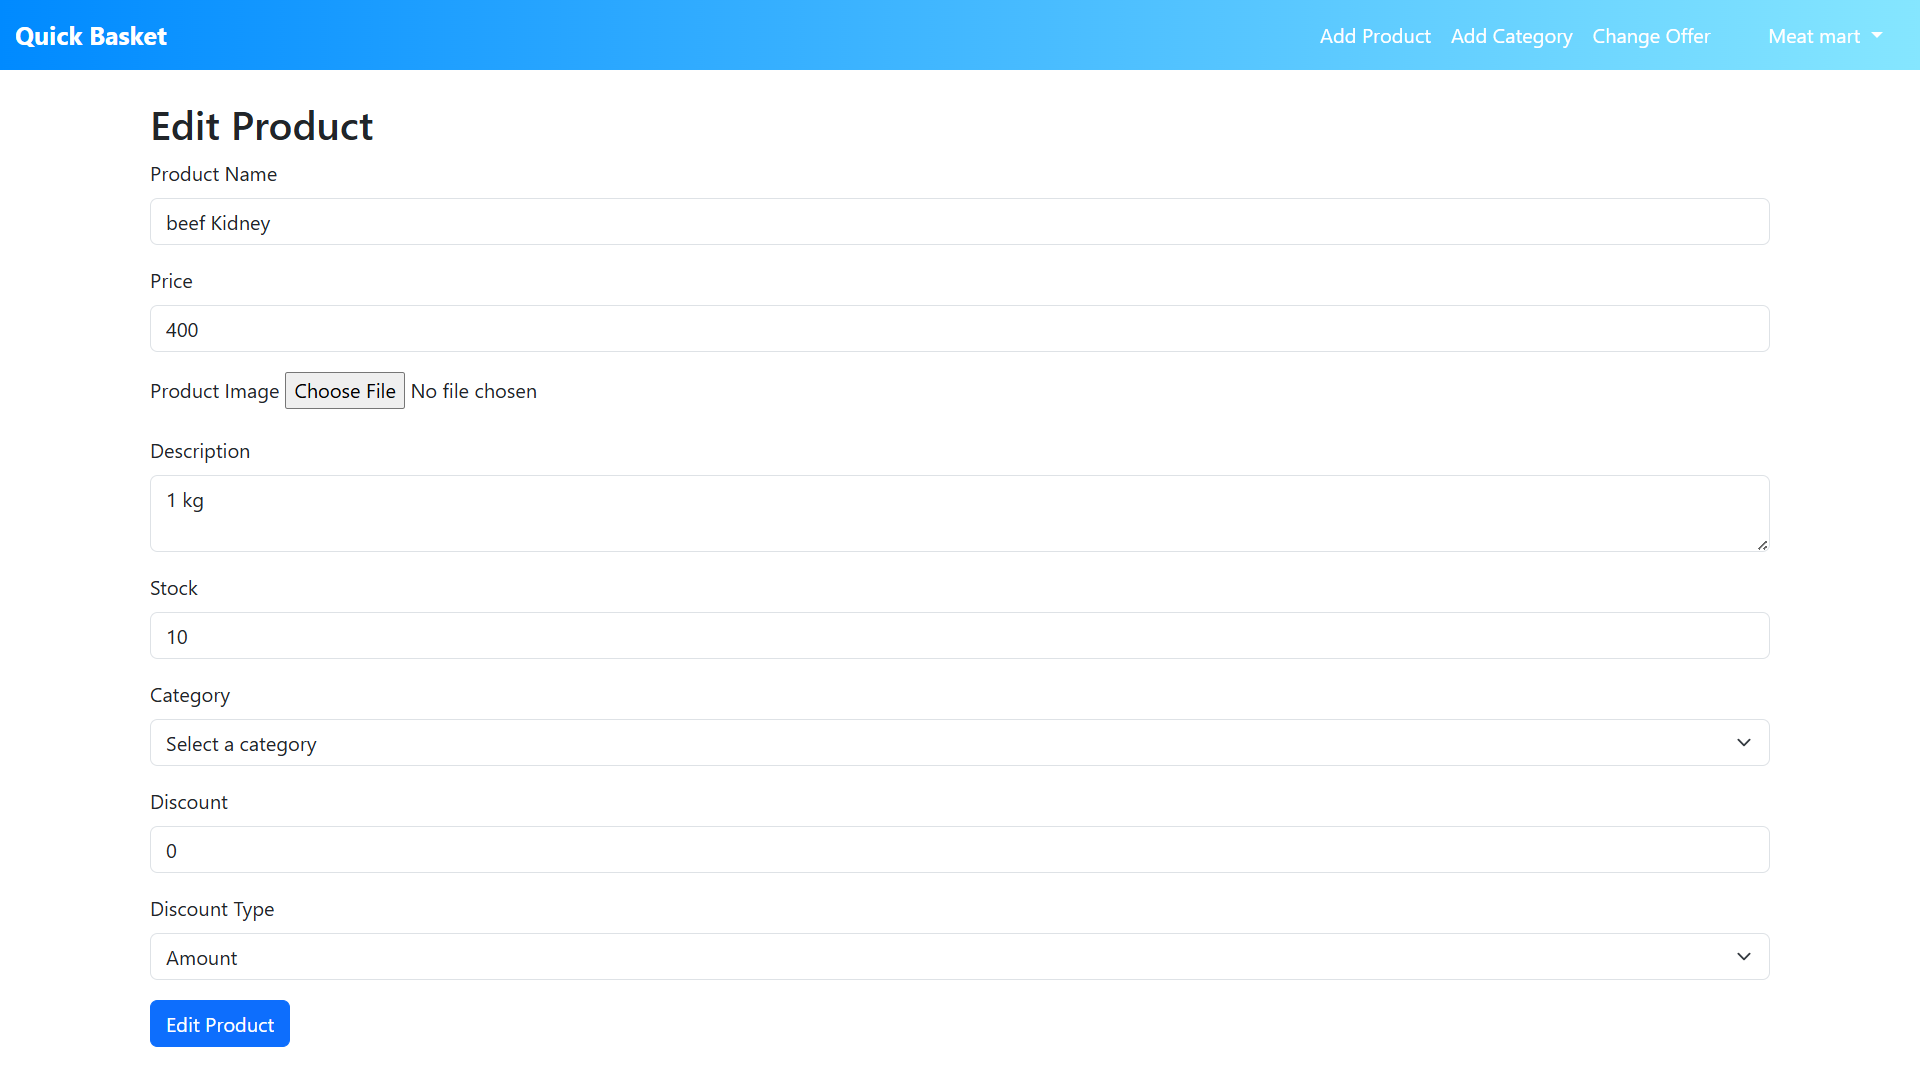 Quick Basket
Add Product Add Category Change Offer Meat mart
Edit Product
Product Name
beef Kidney
Price
400
Product Image Choose File No file chosen
Description
1 kg
Stock
10
Category
Select a category
Discount
0
Discount Type
Amount
Edit Product